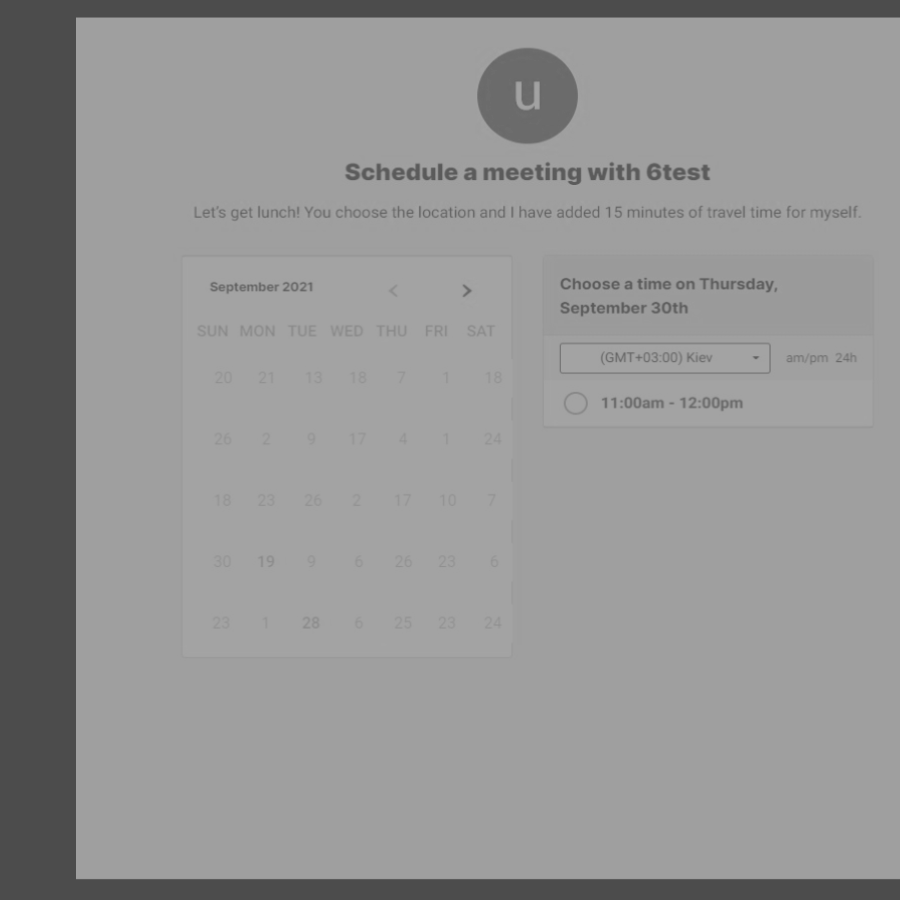 u
Schedule a meeting with 6test
Let's get lunch! You choose the location and I have added 15 minutes of travel time for myself.
September 2021
SUN MON TUE WED THU FRI SAT
20 21 13 18 7 1 18
26 2 9 17 4 1 24
18 23 26 2 17 10 7
30 19 9 6 26 23 6
23 1 28 6 25 23 24
Choose a time on Thursday,
September 30th
(GMT+03:00) Kiev am/pm 24h
11:00am - 12:00pm